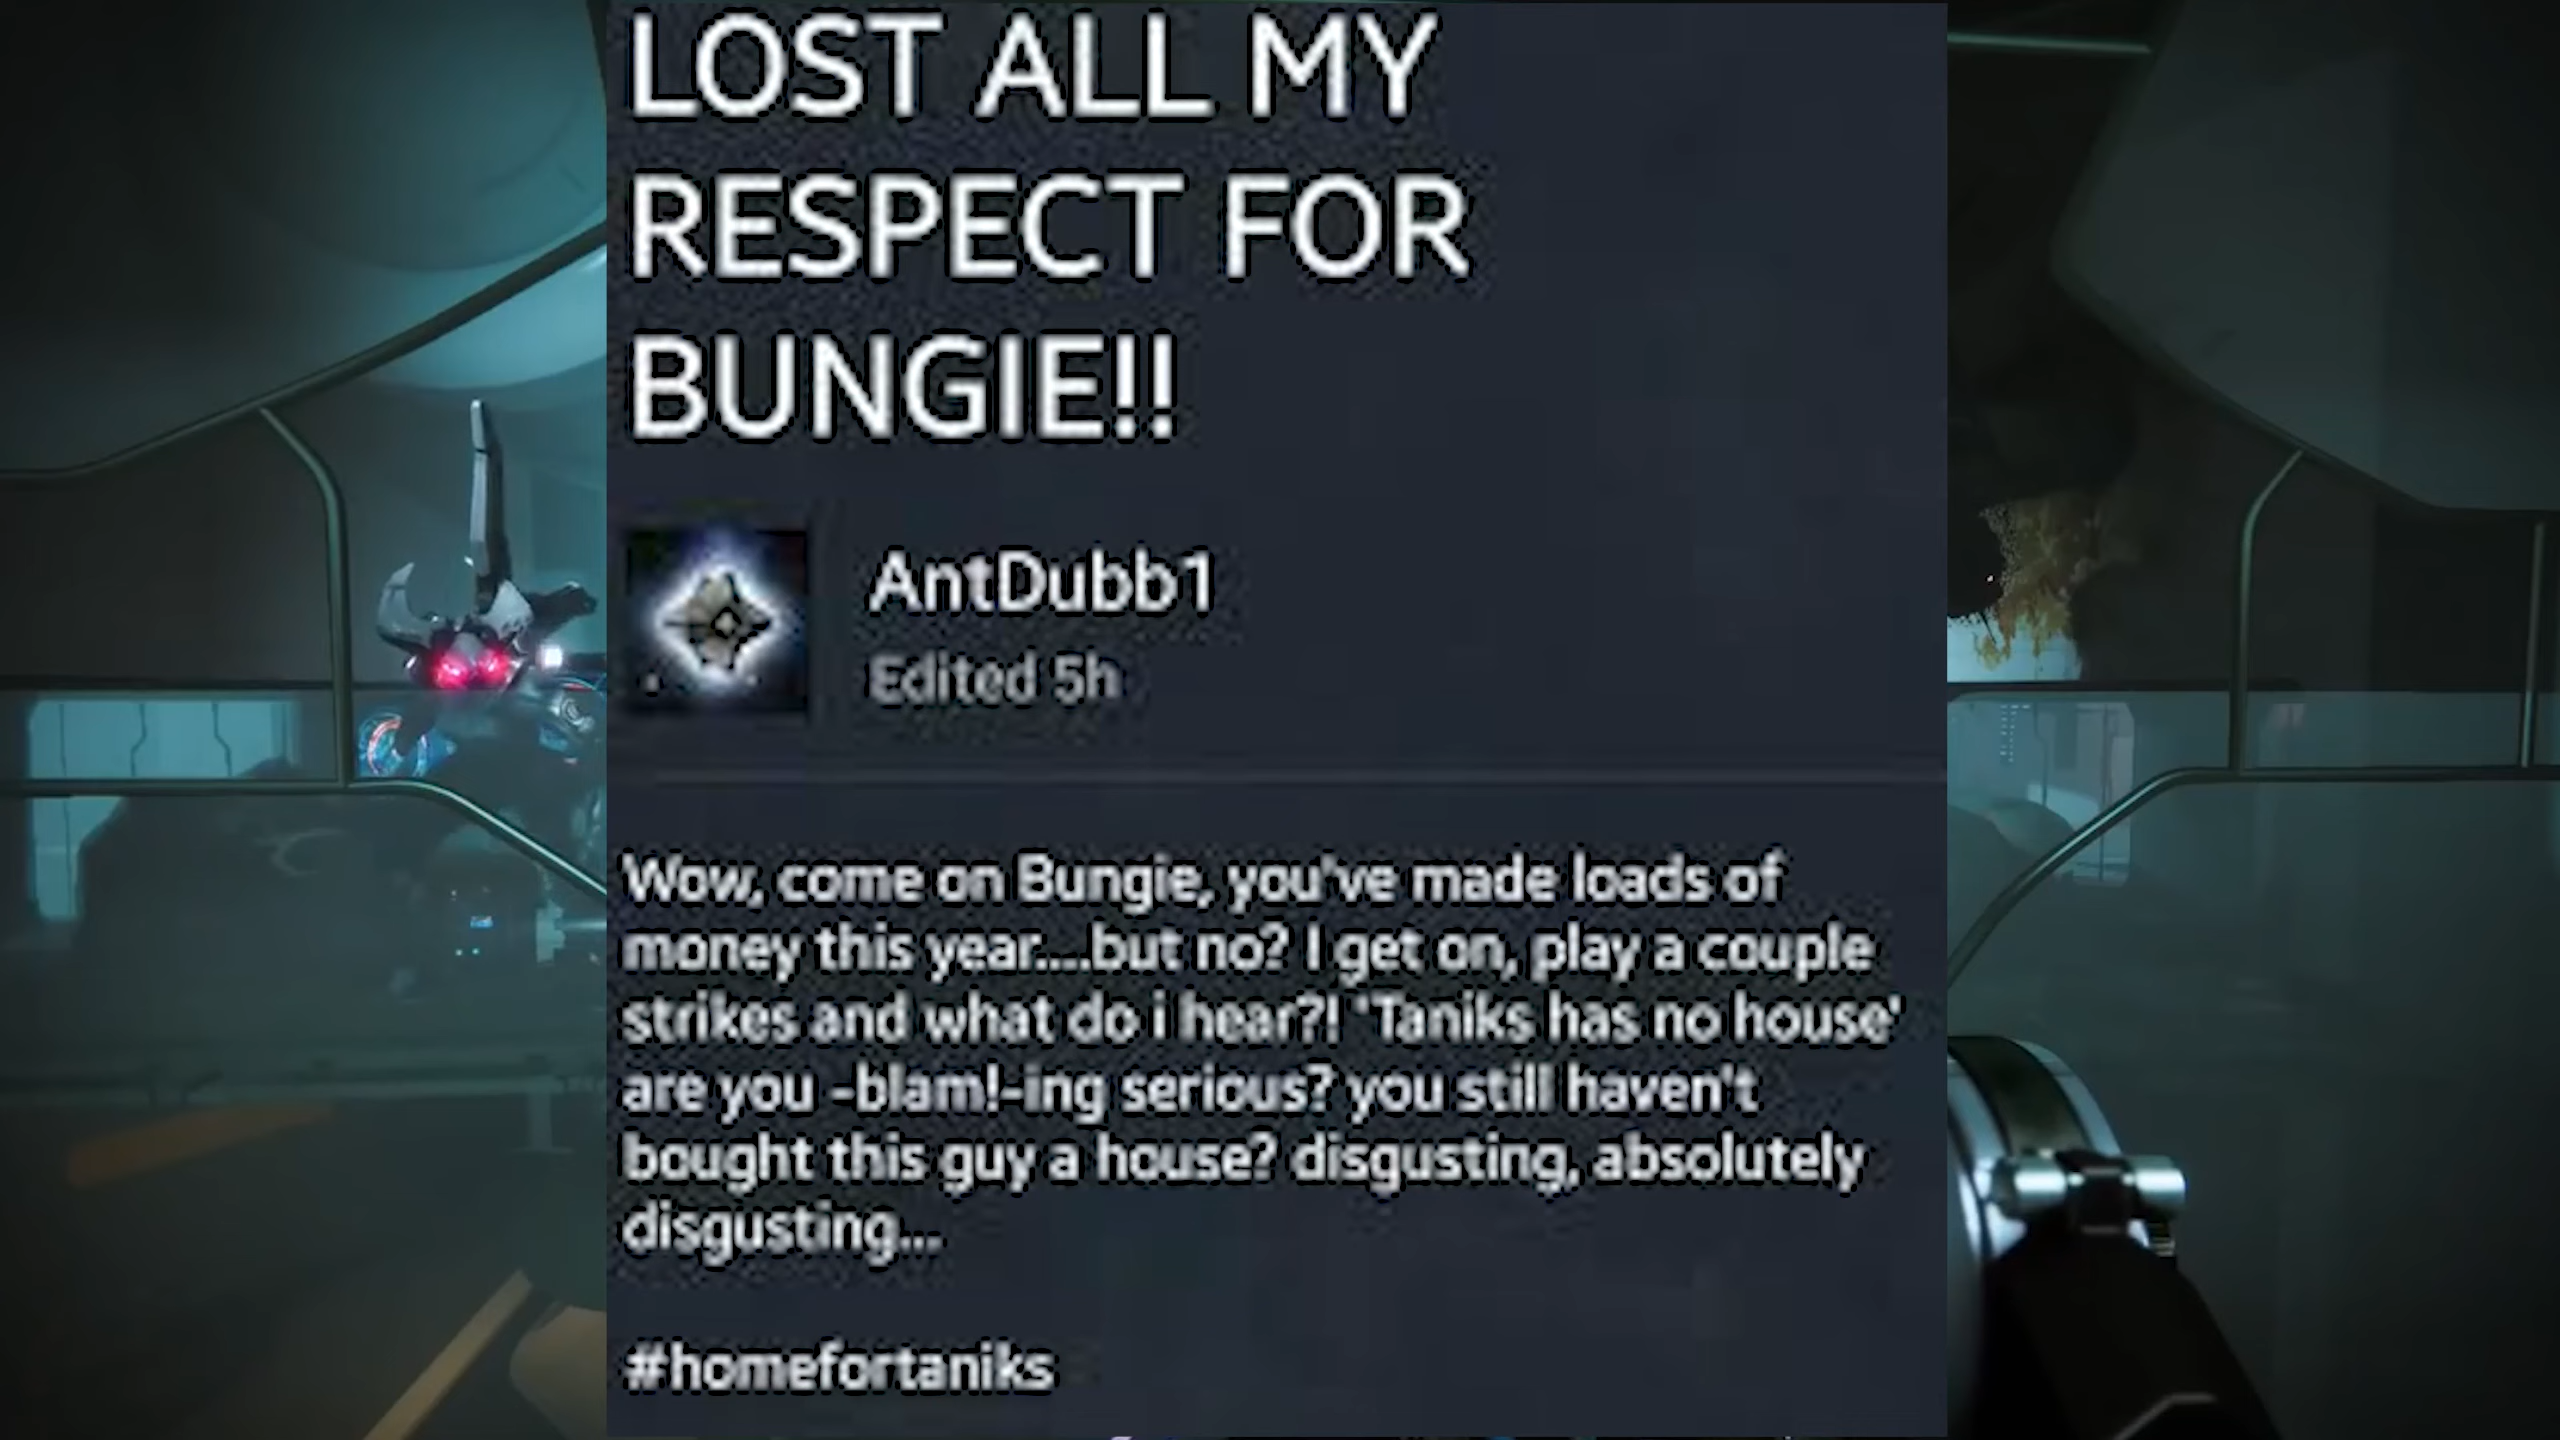 LOST ALL MY
RESPECT FOR
BUNGIE!!
AntDubb1
Edited 5h
Wow, come on Bungie, you've made loads of
money this year....but no? I get on, play a couple
strikes and what do i hear?! 'Taniks has no house'
are you -blam!-ing serious? you still haven't
bought this guy a house? disgusting, absolutely
disgusting...
#homefortaniks